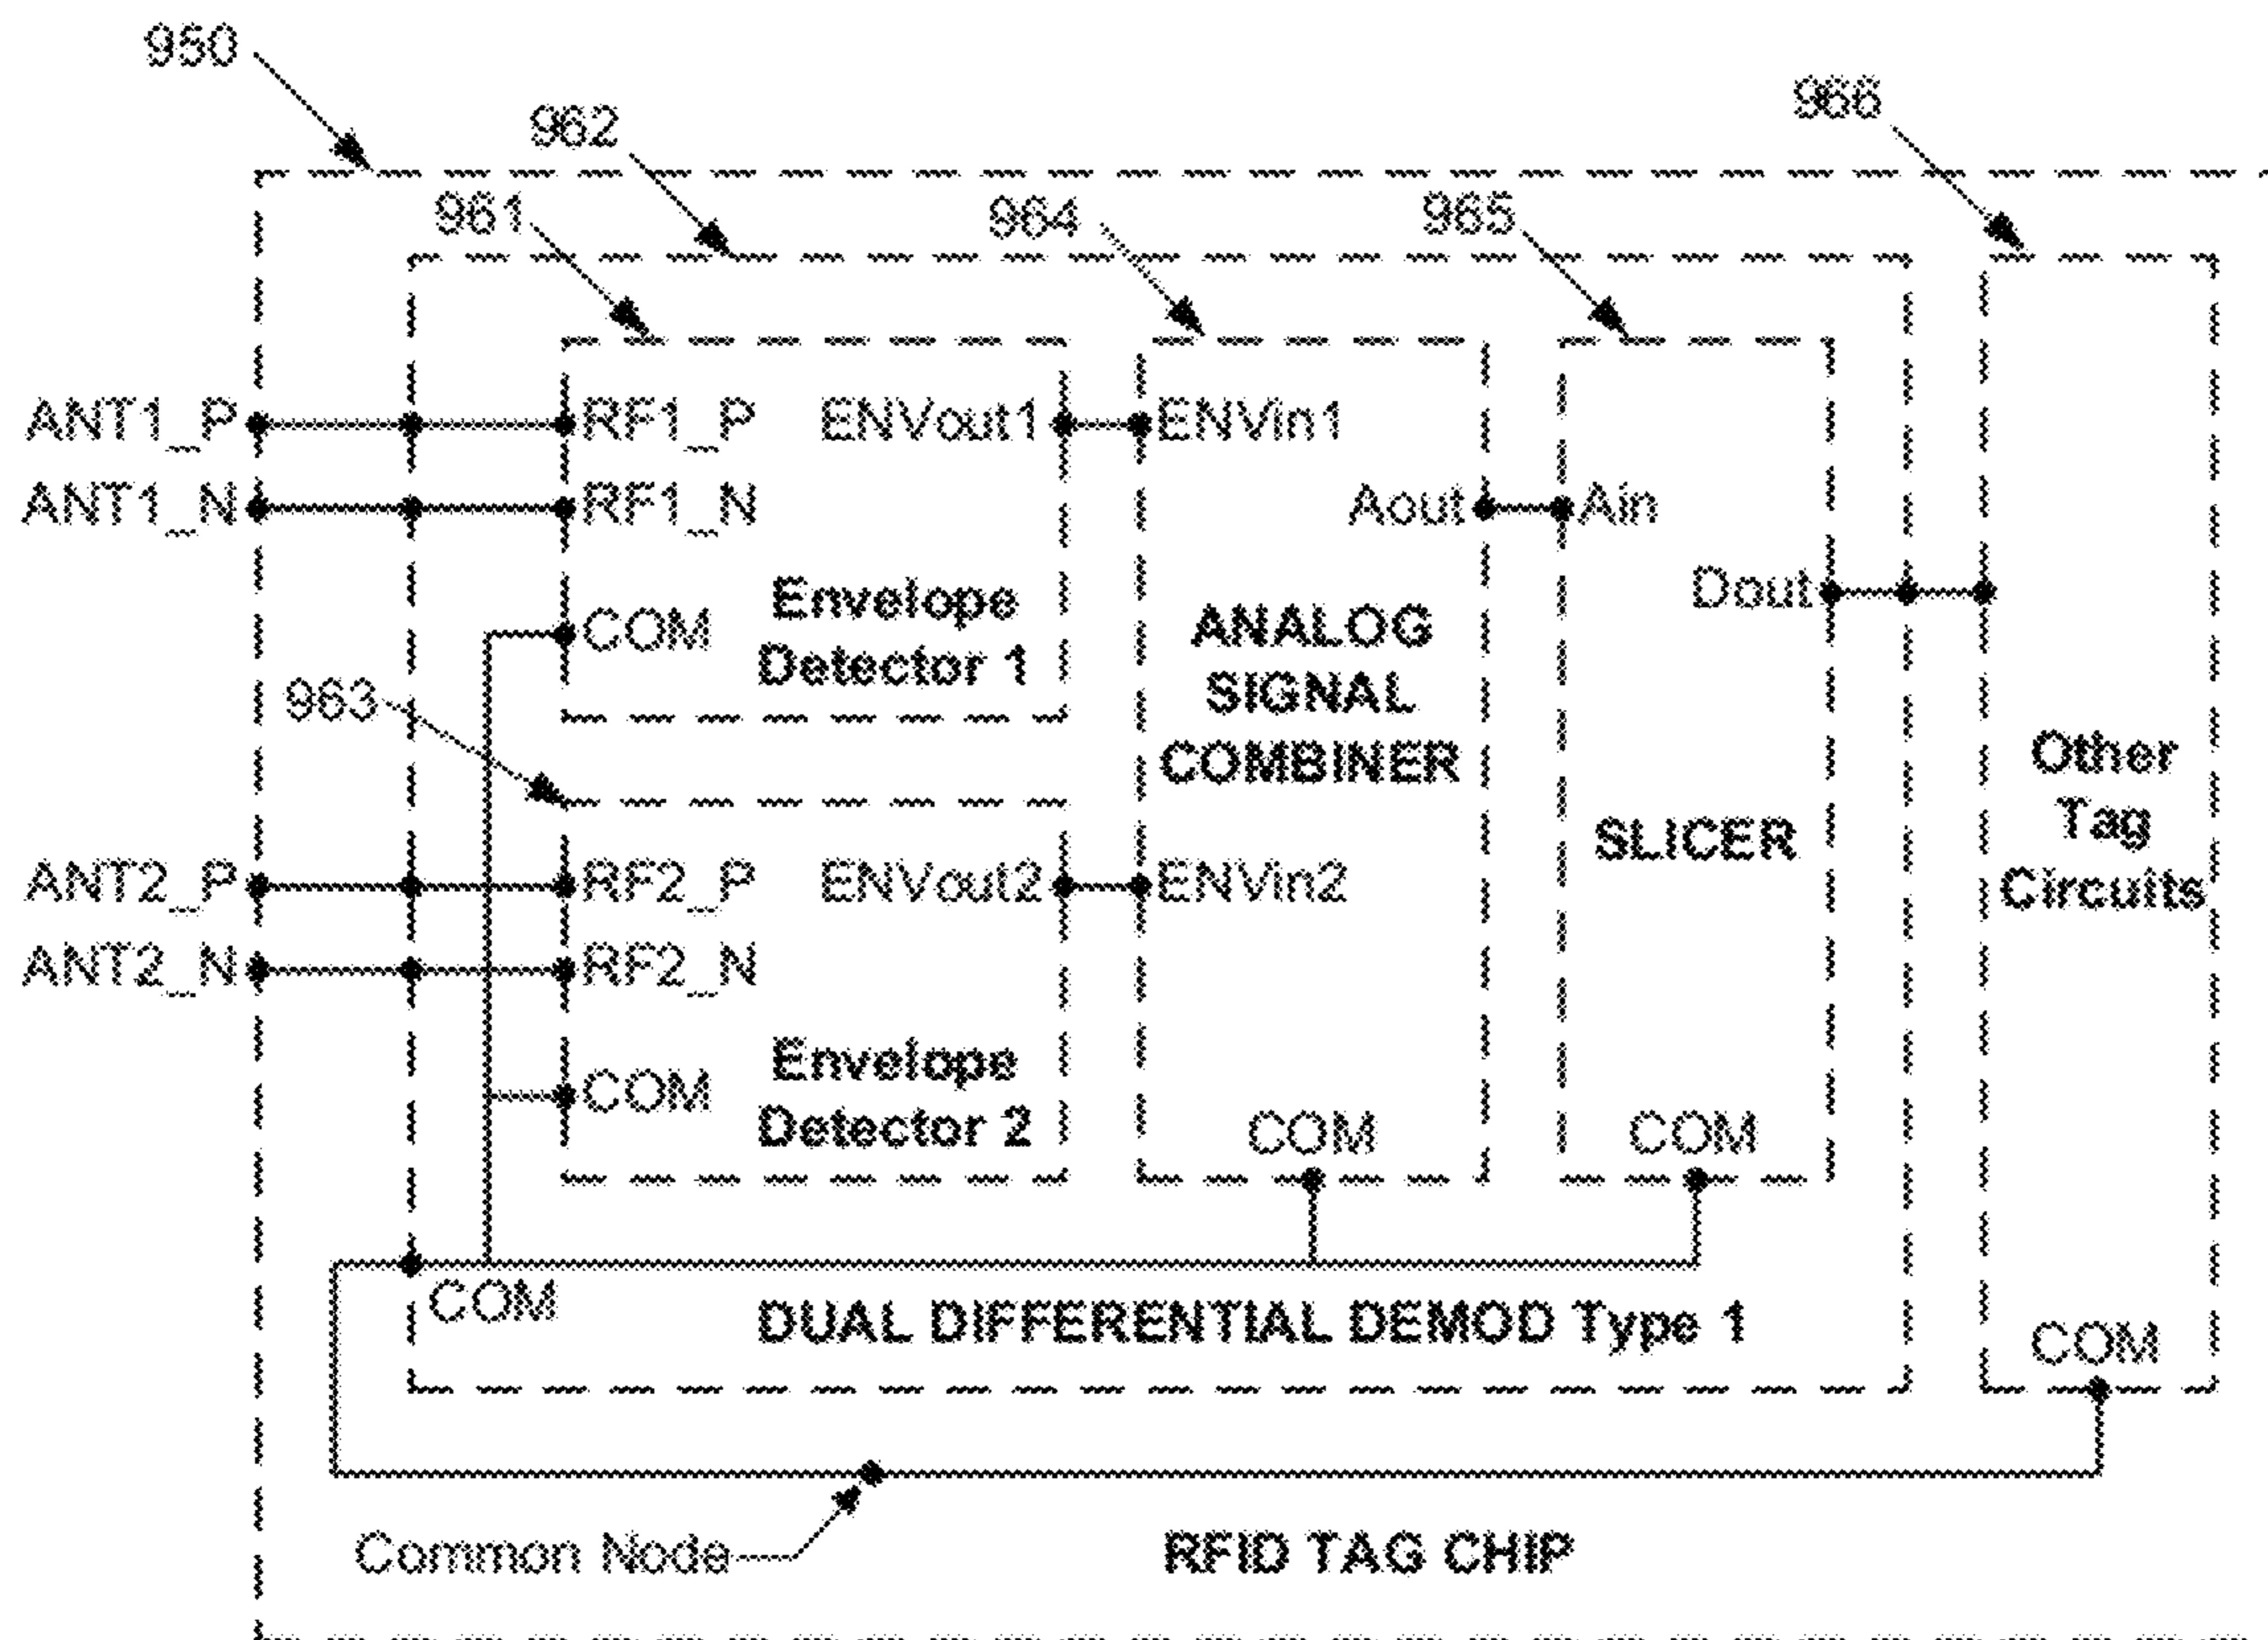 950
962
966
961
964
965
ANT1_P
RF1_P
ENVout1
ENVin1
ANT1_N
RF1_N
Aout
Ain
Dout
COM
Envelope
Detector 1
ANALOG
SIGNAL
COMBINER
963
Other
Tag
Circuits
SLICER
ANT2_P
RF2_P
ENVout2
ENVin2
ANT2_N
RF2_N
COM
Envelope
Detector 2
COM
COM
COM
DUAL DIFFERENTIAL DEMOD Type 1
COM
Common Node
RFID TAG CHIP